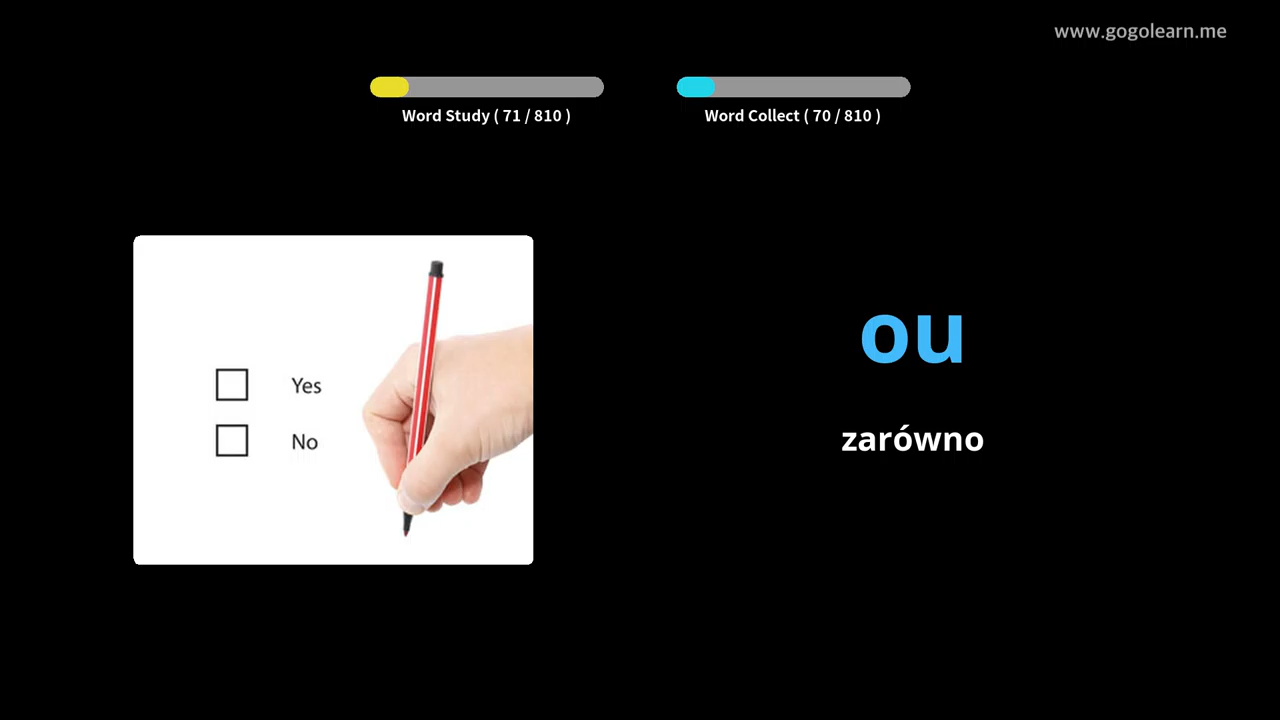 www.gogolearn.me
Word Study ( 71 / 810 )
Word Collect ( 70 / 810 )
Yes
No
ou
zarówno